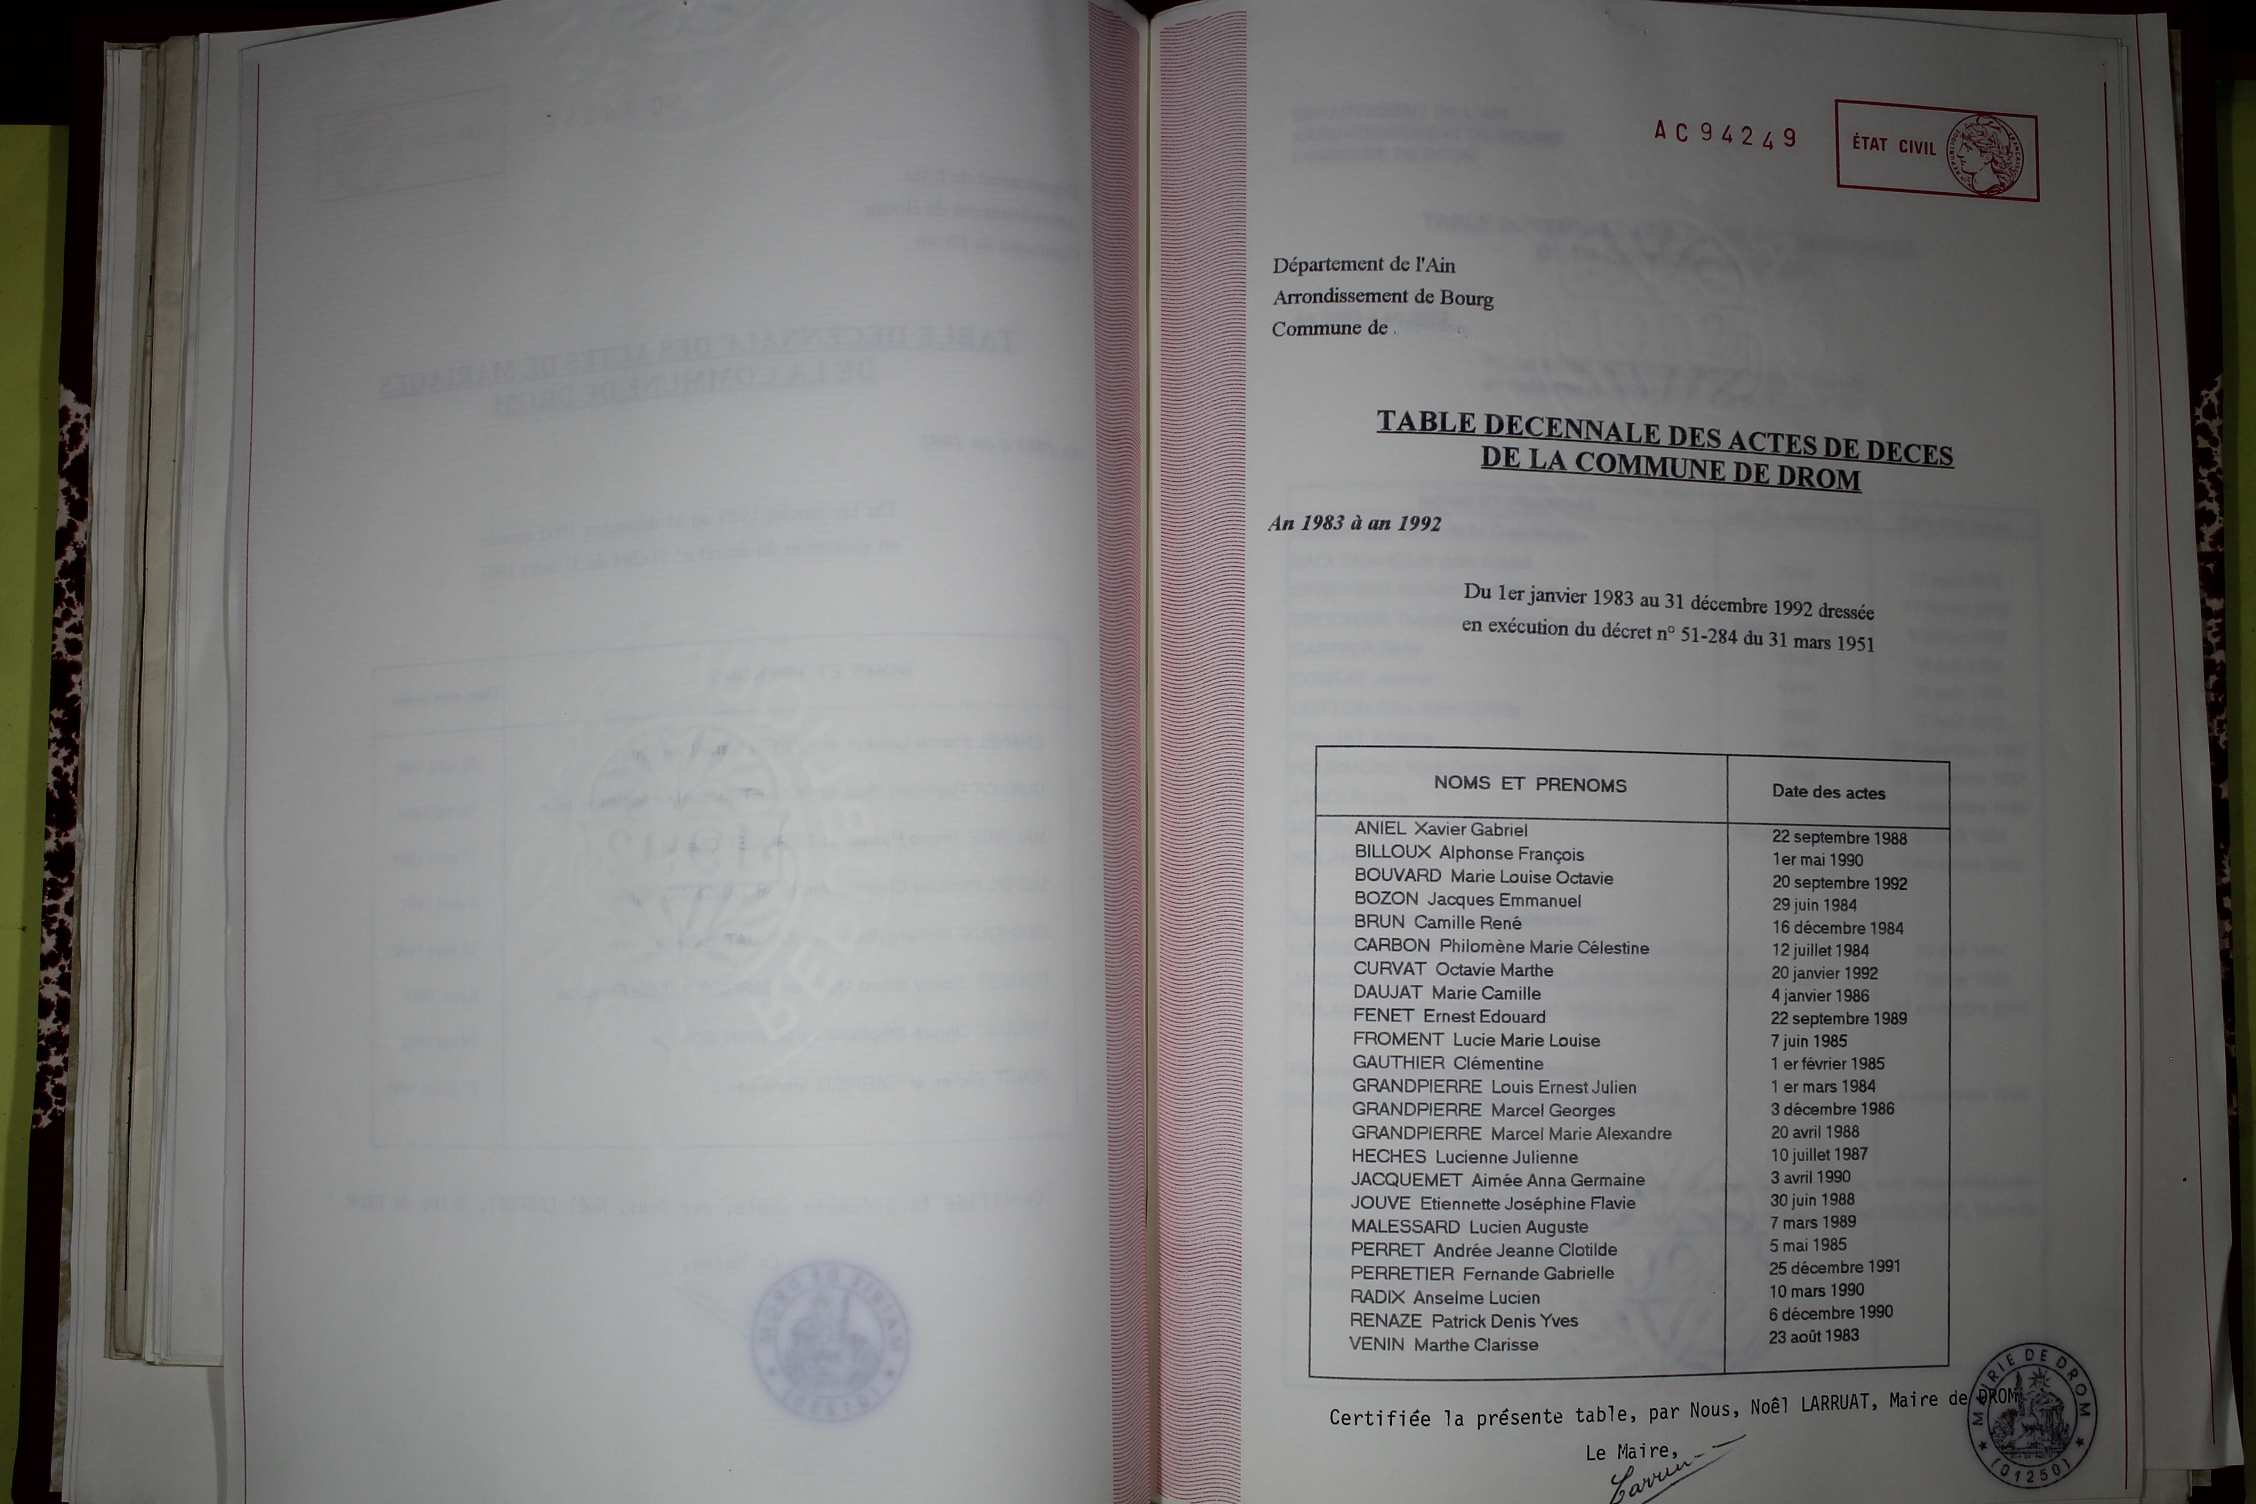 AC94249
ÉTAT CIVIL
Département de l'Ain
Arrondissement de Bourg
Commune de
TABLE DECENNALE DES ACTES DE DECES
DE LA COMMUNE DE DROM
An 1983 à an 1992
Du 1er janvier 1983 au 31 décembre 1992 dressée
en exécution du décret n° 51-284 du 31 mars 1951
NOMS ET PRENOMS Date des actes
ANIEL Xavier Gabriel 22 septembre 1988
BILLOUX Alphonse François 1er mai 1990
BOUVARD Marie Louise Octavie 20 septembre 1992
BOZON Jacques Emmanuel 29 juin 1984
BRUN Camille René 16 décembre 1984
CARBON Philomène Marie Célestine 12 juillet 1984
CURVAT Octavie Marthe 20 janvier 1992
DAUJAT Marie Camille 4 janvier 1986
FENET Ernest Edouard 22 septembre 1989
FROMENT Lucie Marie Louise 7 juin 1985
GAUTHIER Clémentine 1 er février 1985
GRANDPIERRE Louis Ernest Julien 1 er mars 1984
GRANDPIERRE Marcel Georges 3 décembre 1986
GRANDPIERRE Marcel Marie Alexandre 20 avril 1988
HECHES Lucienne Julienne 10 juillet 1987
JACQUEMET Aimée Anna Germaine 3 avril 1990
JOUVE Etiennette Joséphine Flavie 30 juin 1988
MALESSARD Lucien Auguste 7 mars 1989
PERRET Andrée Jeanne Clotilde 5 mai 1985
PERRETIER Fernande Gabrielle 25 décembre 1991
RADIX Anselme Lucien 10 mars 1990
RENAZE Patrick Denis Yves 6 décembre 1990
VENIN Marthe Clarisse 23 août 1983
Certifiée la présente table, par Nous, Noêl LARRUAT, Maire de DROM
Le Maire,
MAIRIE DE DROM
(01250)